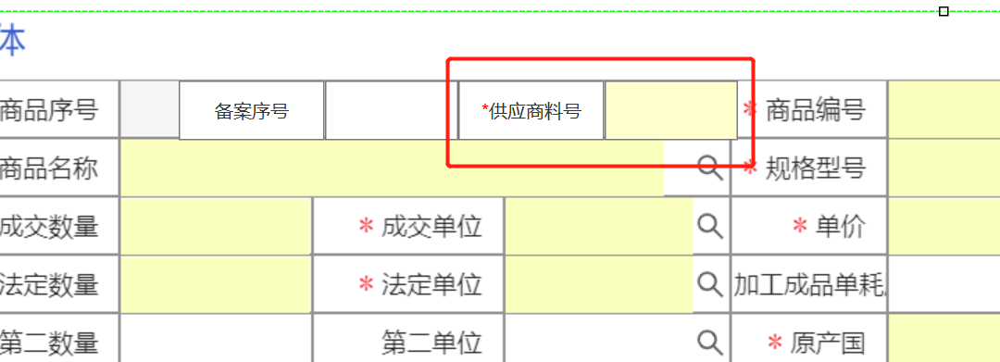 体
商品序号 备案序号 *供应商料号 * 商品编号
商品名称 * 规格型号
成交数量 * 成交单位 * 单价
法定数量 * 法定单位 加工成品单耗
第二数量 第二单位 * 原产国